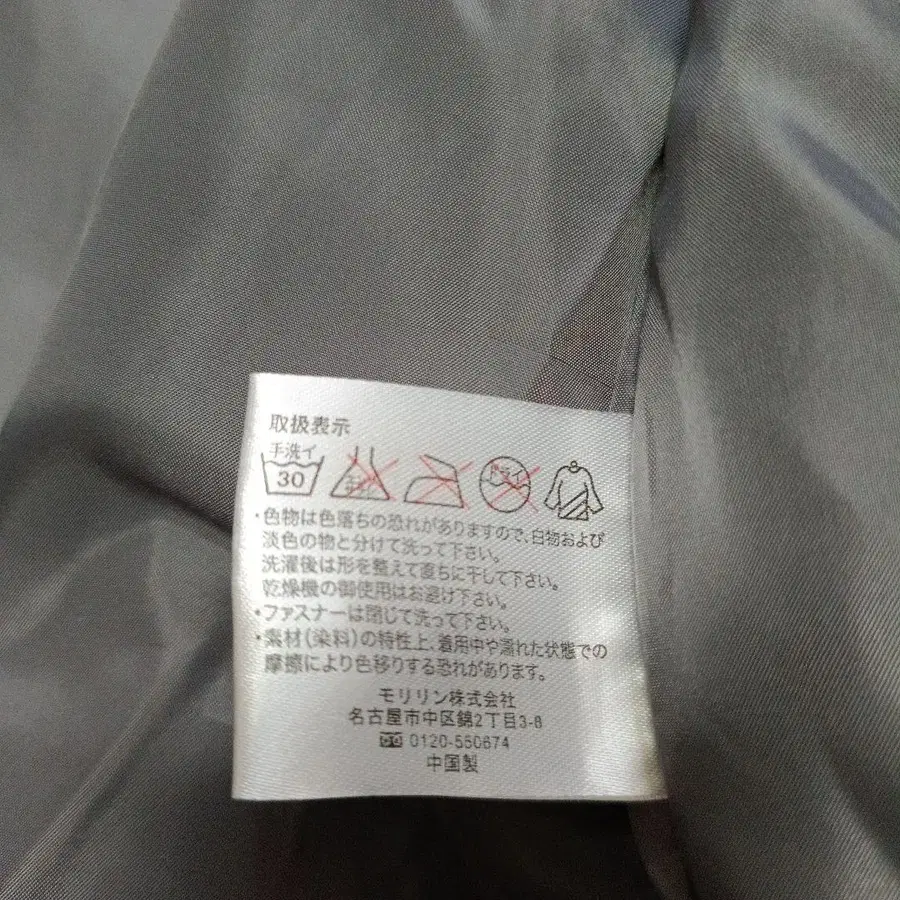 取扱表示
手洗イ
30
エンソ
ドライ
・色物は色落ちの恐れがありますので、白物および
淡色の物と分けて洗って下さい。
洗濯後は形を整えて直ちに干して下さい。
乾燥機の御使用はお避け下さい。
・ファスナーは閉じて洗って下さい。
・素材(染料)の特性上、着用中や濡れた状態での
摩擦により色移りする恐れがあります。
モリリン株式会社
名古屋市中区錦2丁目3-6
0120-550674
中国製